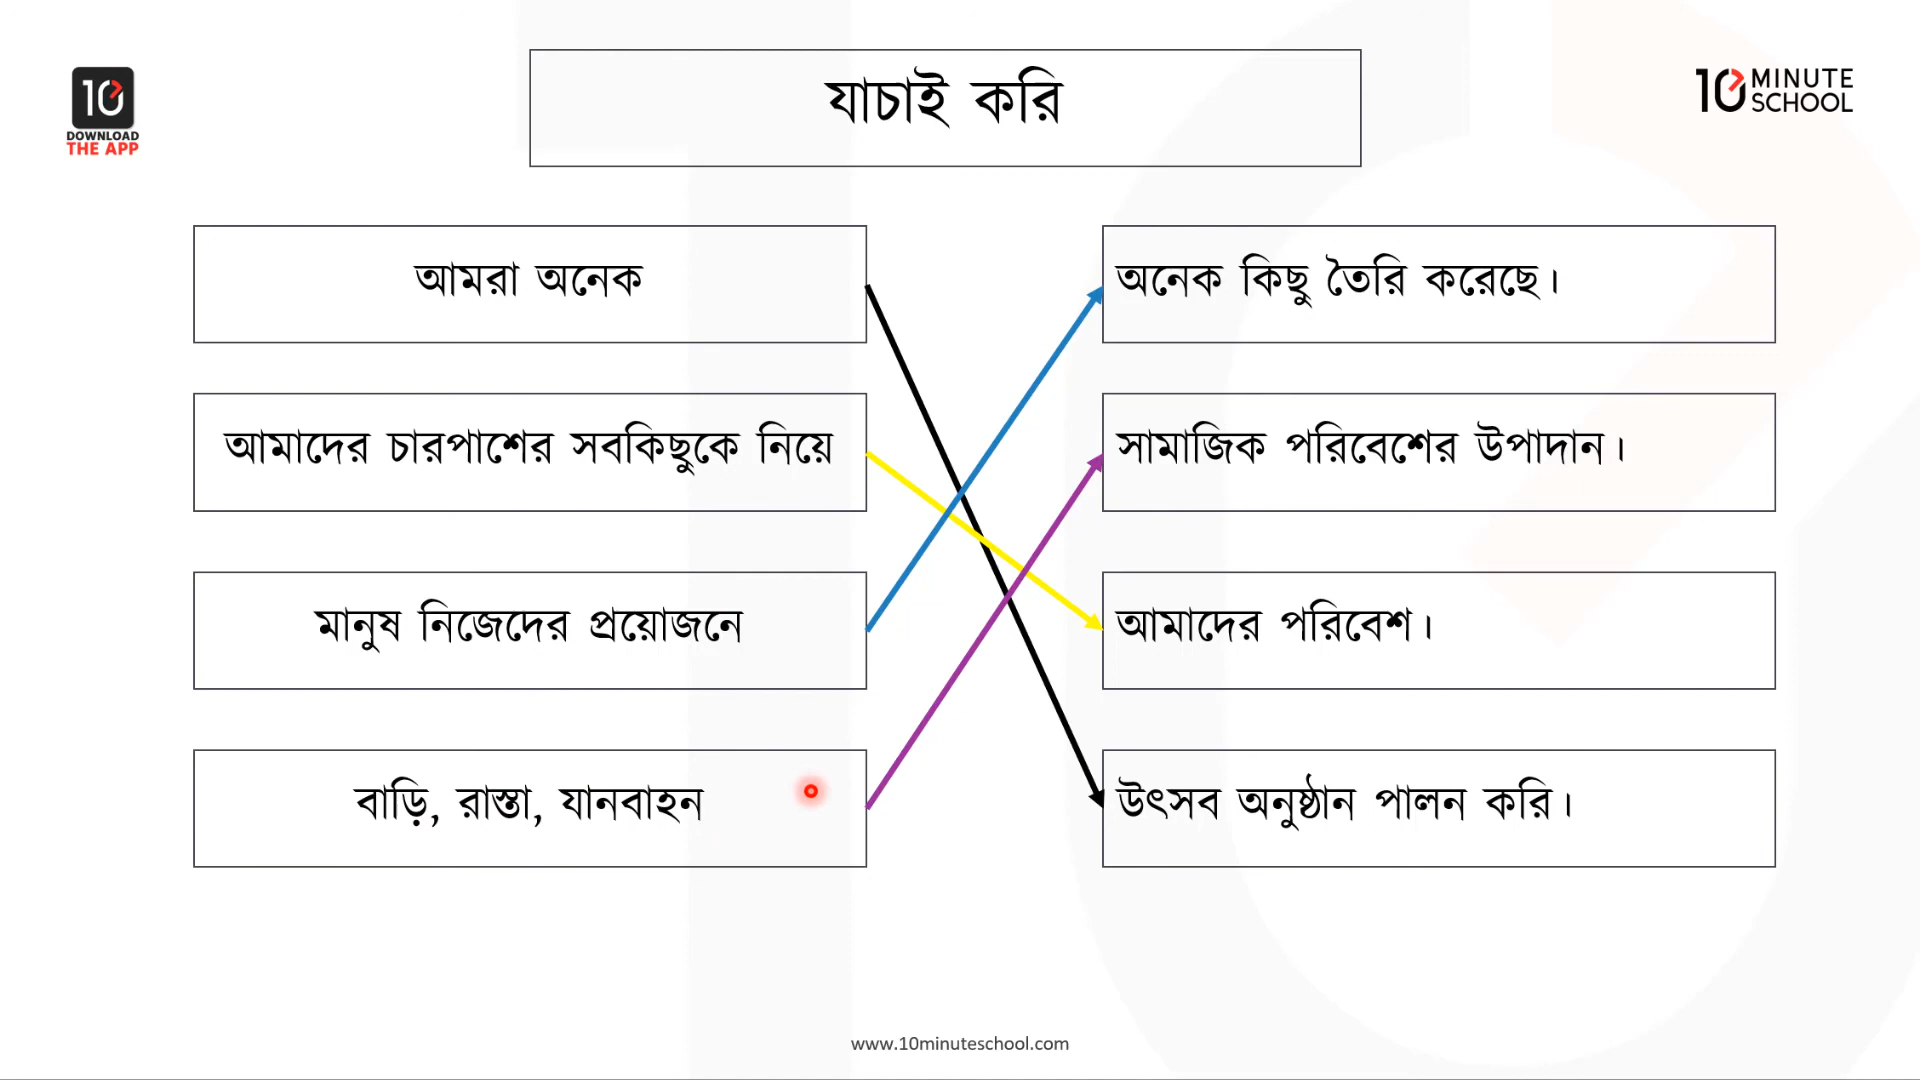 যাচাই করি
10 MINUTE SCHOOL
10
DOWNLOAD
THE APP
আমরা অনেক
অনেক কিছু তৈরি করেছে।
আমাদের চারপাশের সবকিছুকে নিয়ে
সামাজিক পরিবেশের উপাদান।
মানুষ নিজেদের প্রয়োজনে
আমাদের পরিবেশ।
বাড়ি, রাস্তা, যানবাহন
উৎসব অনুষ্ঠান পালন করি।
www.10minuteschool.com